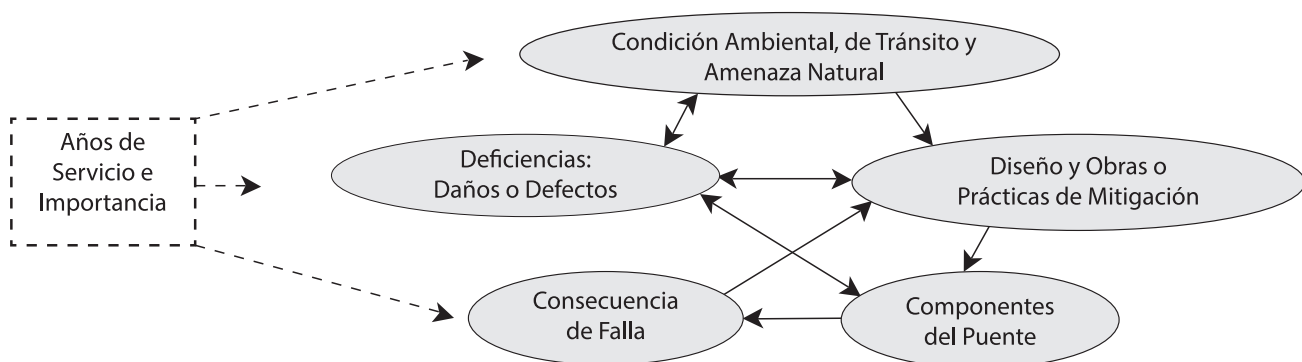 Condición Ambiental, de Tránsito y
Amenaza Natural
Años de
Servicio e
Importancia
Deficiencias:
Daños o Defectos
Diseño y Obras o
Prácticas de Mitigación
Consecuencia
de Falla
Componentes
del Puente